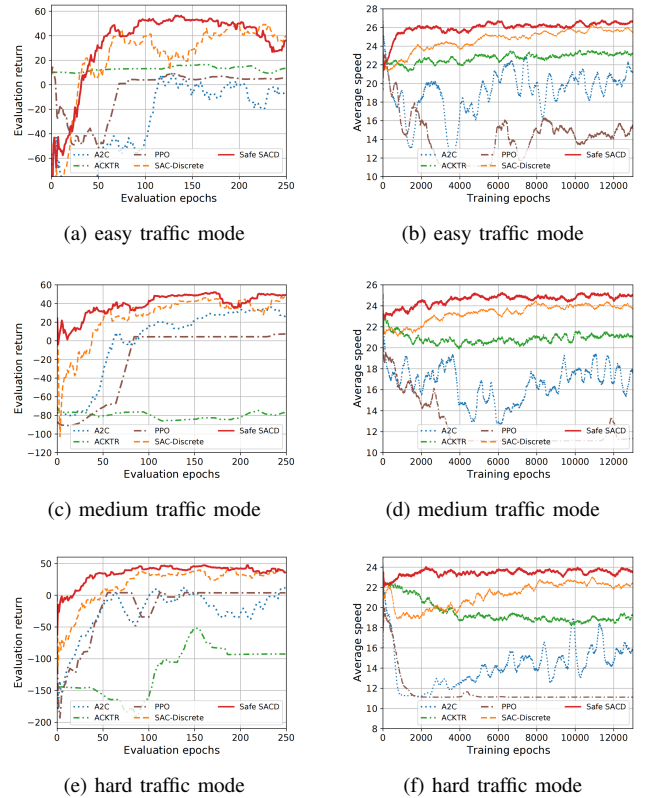 Evaluation return
60
40
20
0
−20
−40
−60
A2C PPO Safe SACD
ACKTR SAC-Discrete
0 50 100 150 200 250
Evaluation epochs
(a) easy traffic mode
Average speed
28
26
24
22
20
18
16
14
12
10
A2C PPO Safe SACD
ACKTR SAC-Discrete
0 2000 4000 6000 8000 10000 12000
Training epochs
(b) easy traffic mode
Evaluation return
60
40
20
0
−20
−40
−60
−80
−100
−120
A2C PPO Safe SACD
ACKTR SAC-Discrete
0 50 100 150 200 250
Evaluation epochs
(c) medium traffic mode
Average speed
26
24
22
20
18
16
14
12
10
A2C PPO Safe SACD
ACKTR SAC-Discrete
0 2000 4000 6000 8000 10000 12000
Training epochs
(d) medium traffic mode
Evaluation return
50
0
−50
−100
−150
−200
A2C PPO Safe SACD
ACKTR SAC-Discrete
0 50 100 150 200 250
Evaluation epochs
(e) hard traffic mode
Average speed
24
22
20
18
16
14
12
10
8
A2C PPO Safe SACD
ACKTR SAC-Discrete
0 2000 4000 6000 8000 10000 12000
Training epochs
(f) hard traffic mode